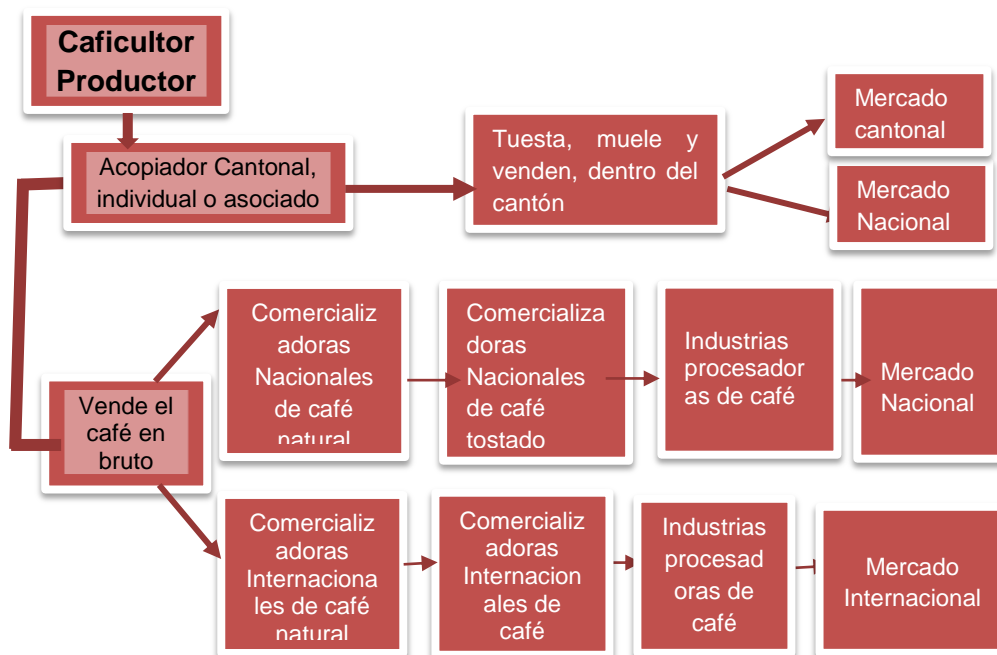 Caficultor
Productor
Acopiador Cantonal,
individual o asociado
Tuesta, muele y
venden, dentro del
cantón
Mercado
cantonal
Mercado
Nacional
Vende el
café en
bruto
Comercializ
adoras
Nacionales
de café
natural
Comercializa
doras
Nacionales
de café
tostado
Industrias
procesador
as de café
Mercado
Nacional
Comercializ
adoras
Internaciona
les de café
natural
Comercializ
adoras
Internacion
ales de
café
Industrias
procesad
oras de
café
Mercado
Internacional